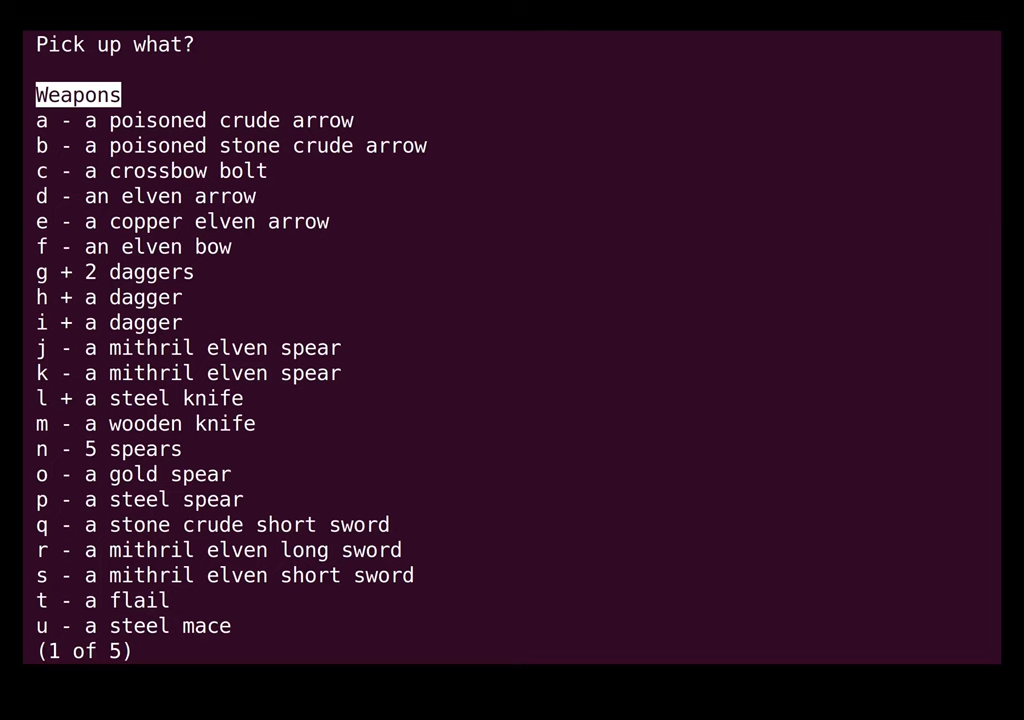 Pick up what?
Weapons
a - a poisoned crude arrow
b - a poisoned stone crude arrow
c - a crossbow bolt
d - an elven arrow
e - a copper elven arrow
f - an elven bow
g + 2 daggers
h + a dagger
i + a dagger
j - a mithril elven spear
k - a mithril elven spear
l + a steel knife
m - a wooden knife
n - 5 spears
o - a gold spear
p - a steel spear
q - a stone crude short sword
r - a mithril elven long sword
s - a mithril elven short sword
t - a flail
u - a steel mace
(1 of 5)